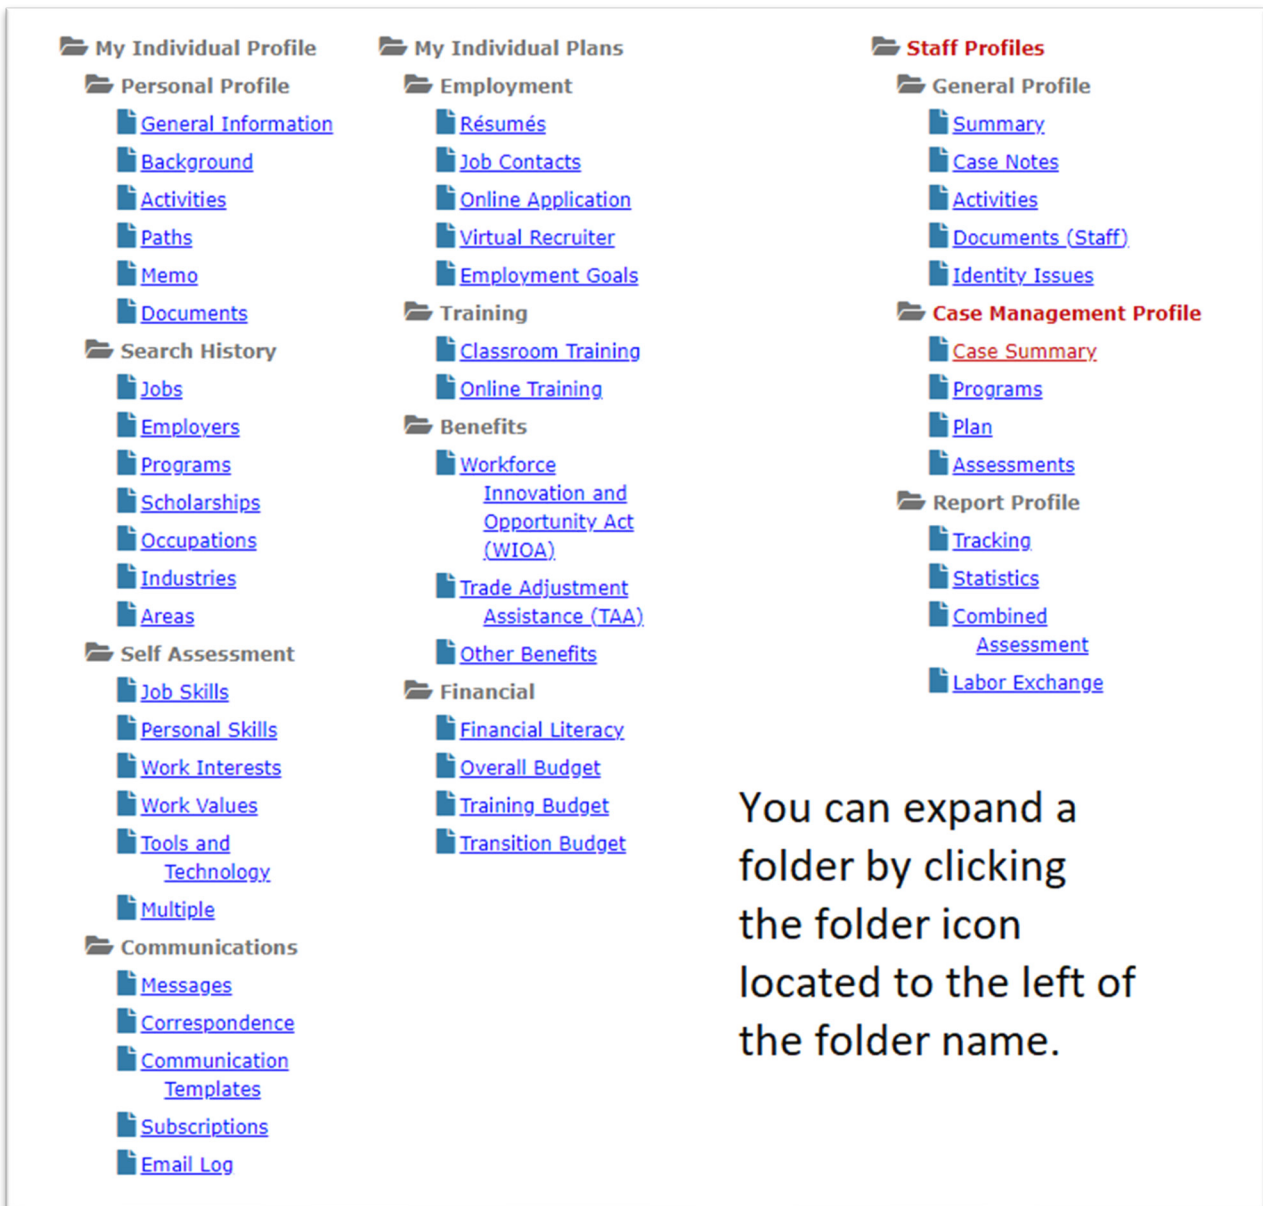 My Individual Profile
Personal Profile
General Information
Background
Activities
Paths
Memo
Documents
Search History
Jobs
Employers
Programs
Scholarships
Occupations
Industries
Areas
Self Assessment
Job Skills
Personal Skills
Work Interests
Work Values
Tools and
Technology
Multiple
Communications
Messages
Correspondence
Communication
Templates
Subscriptions
Email Log
My Individual Plans
Employment
Résumés
Job Contacts
Online Application
Virtual Recruiter
Employment Goals
Training
Classroom Training
Online Training
Benefits
Workforce
Innovation and
Opportunity Act
(WIOA)
Trade Adjustment
Assistance (TAA)
Other Benefits
Financial
Financial Literacy
Overall Budget
Training Budget
Transition Budget
Staff Profiles
General Profile
Summary
Case Notes
Activities
Documents (Staff)
Identity Issues
Case Management Profile
Case Summary
Programs
Plan
Assessments
Report Profile
Tracking
Statistics
Combined
Assessment
Labor Exchange
You can expand a
folder by clicking
the folder icon
located to the left of
the folder name.